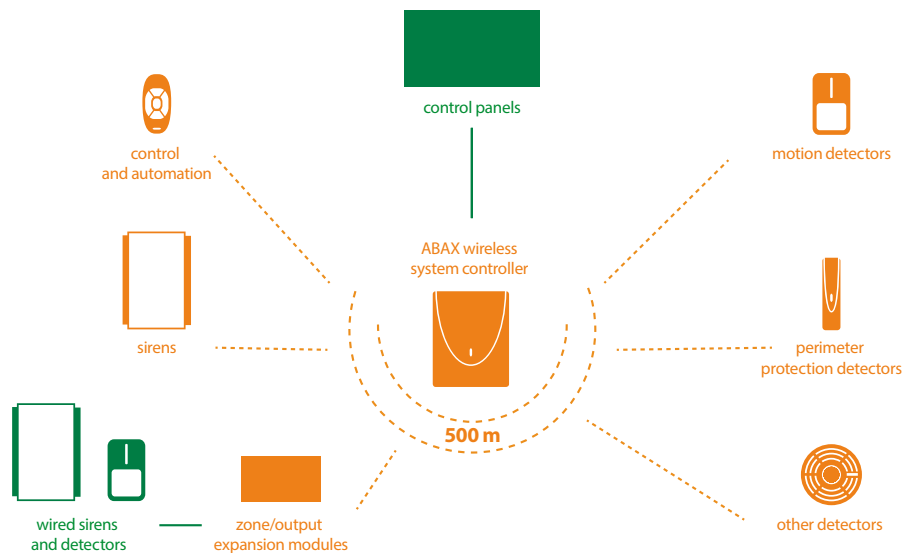 control panels
control
and automation
motion detectors
ABAX wireless
system controller
sirens
perimeter
protection detectors
500 m
wired sirens
and detectors
zone/output
expansion modules
other detectors